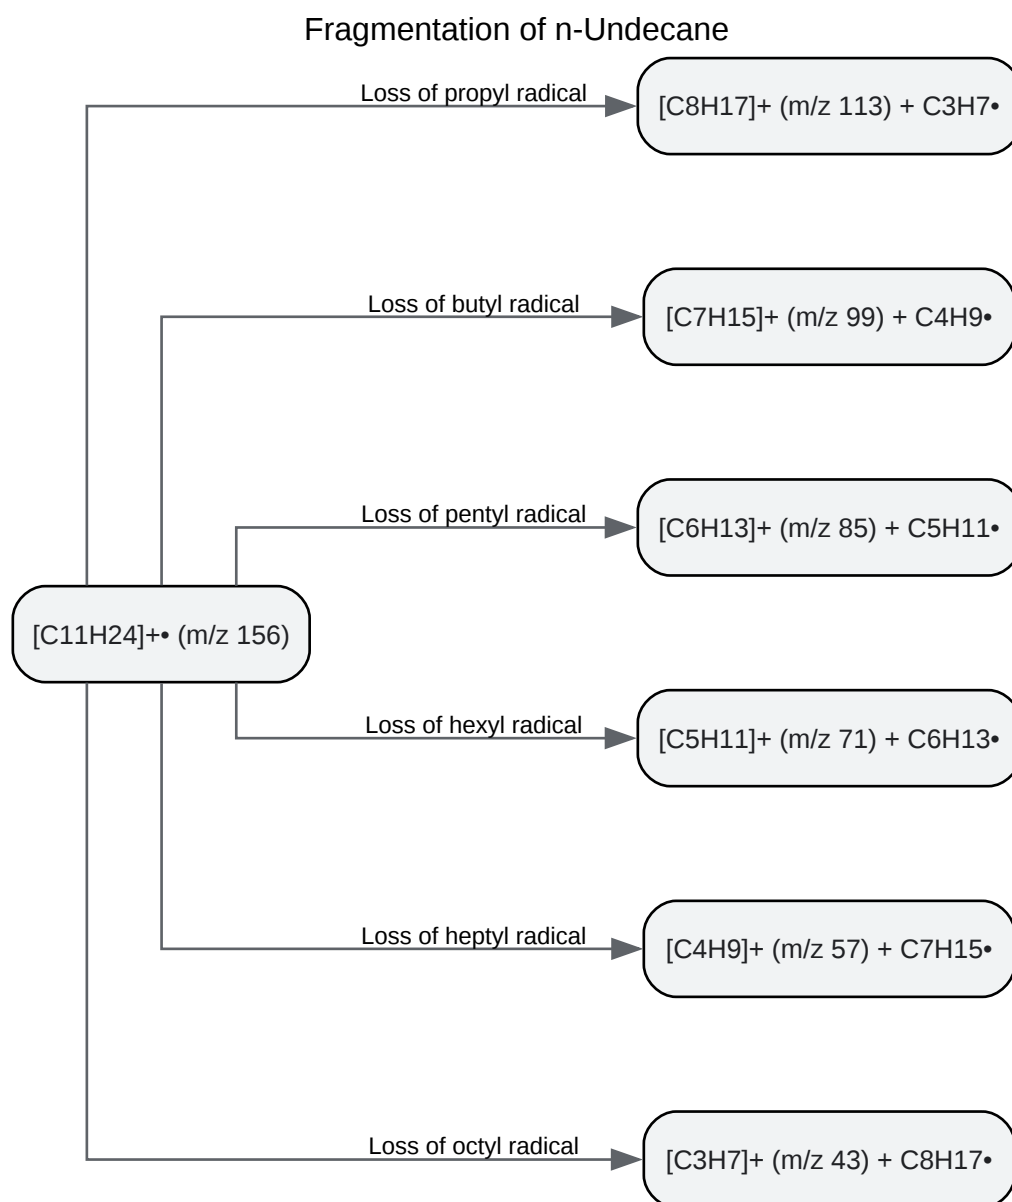 Fragmentation of n-Undecane
Loss of propyl radical
[C8H17]+ (m/z 113) + C3H7•
Loss of butyl radical
[C7H15]+ (m/z 99) + C4H9•
Loss of pentyl radical
[C6H13]+ (m/z 85) + C5H11•
[C11H24]+• (m/z 156)
Loss of hexyl radical
[C5H11]+ (m/z 71) + C6H13•
Loss of heptyl radical
[C4H9]+ (m/z 57) + C7H15•
Loss of octyl radical
[C3H7]+ (m/z 43) + C8H17•